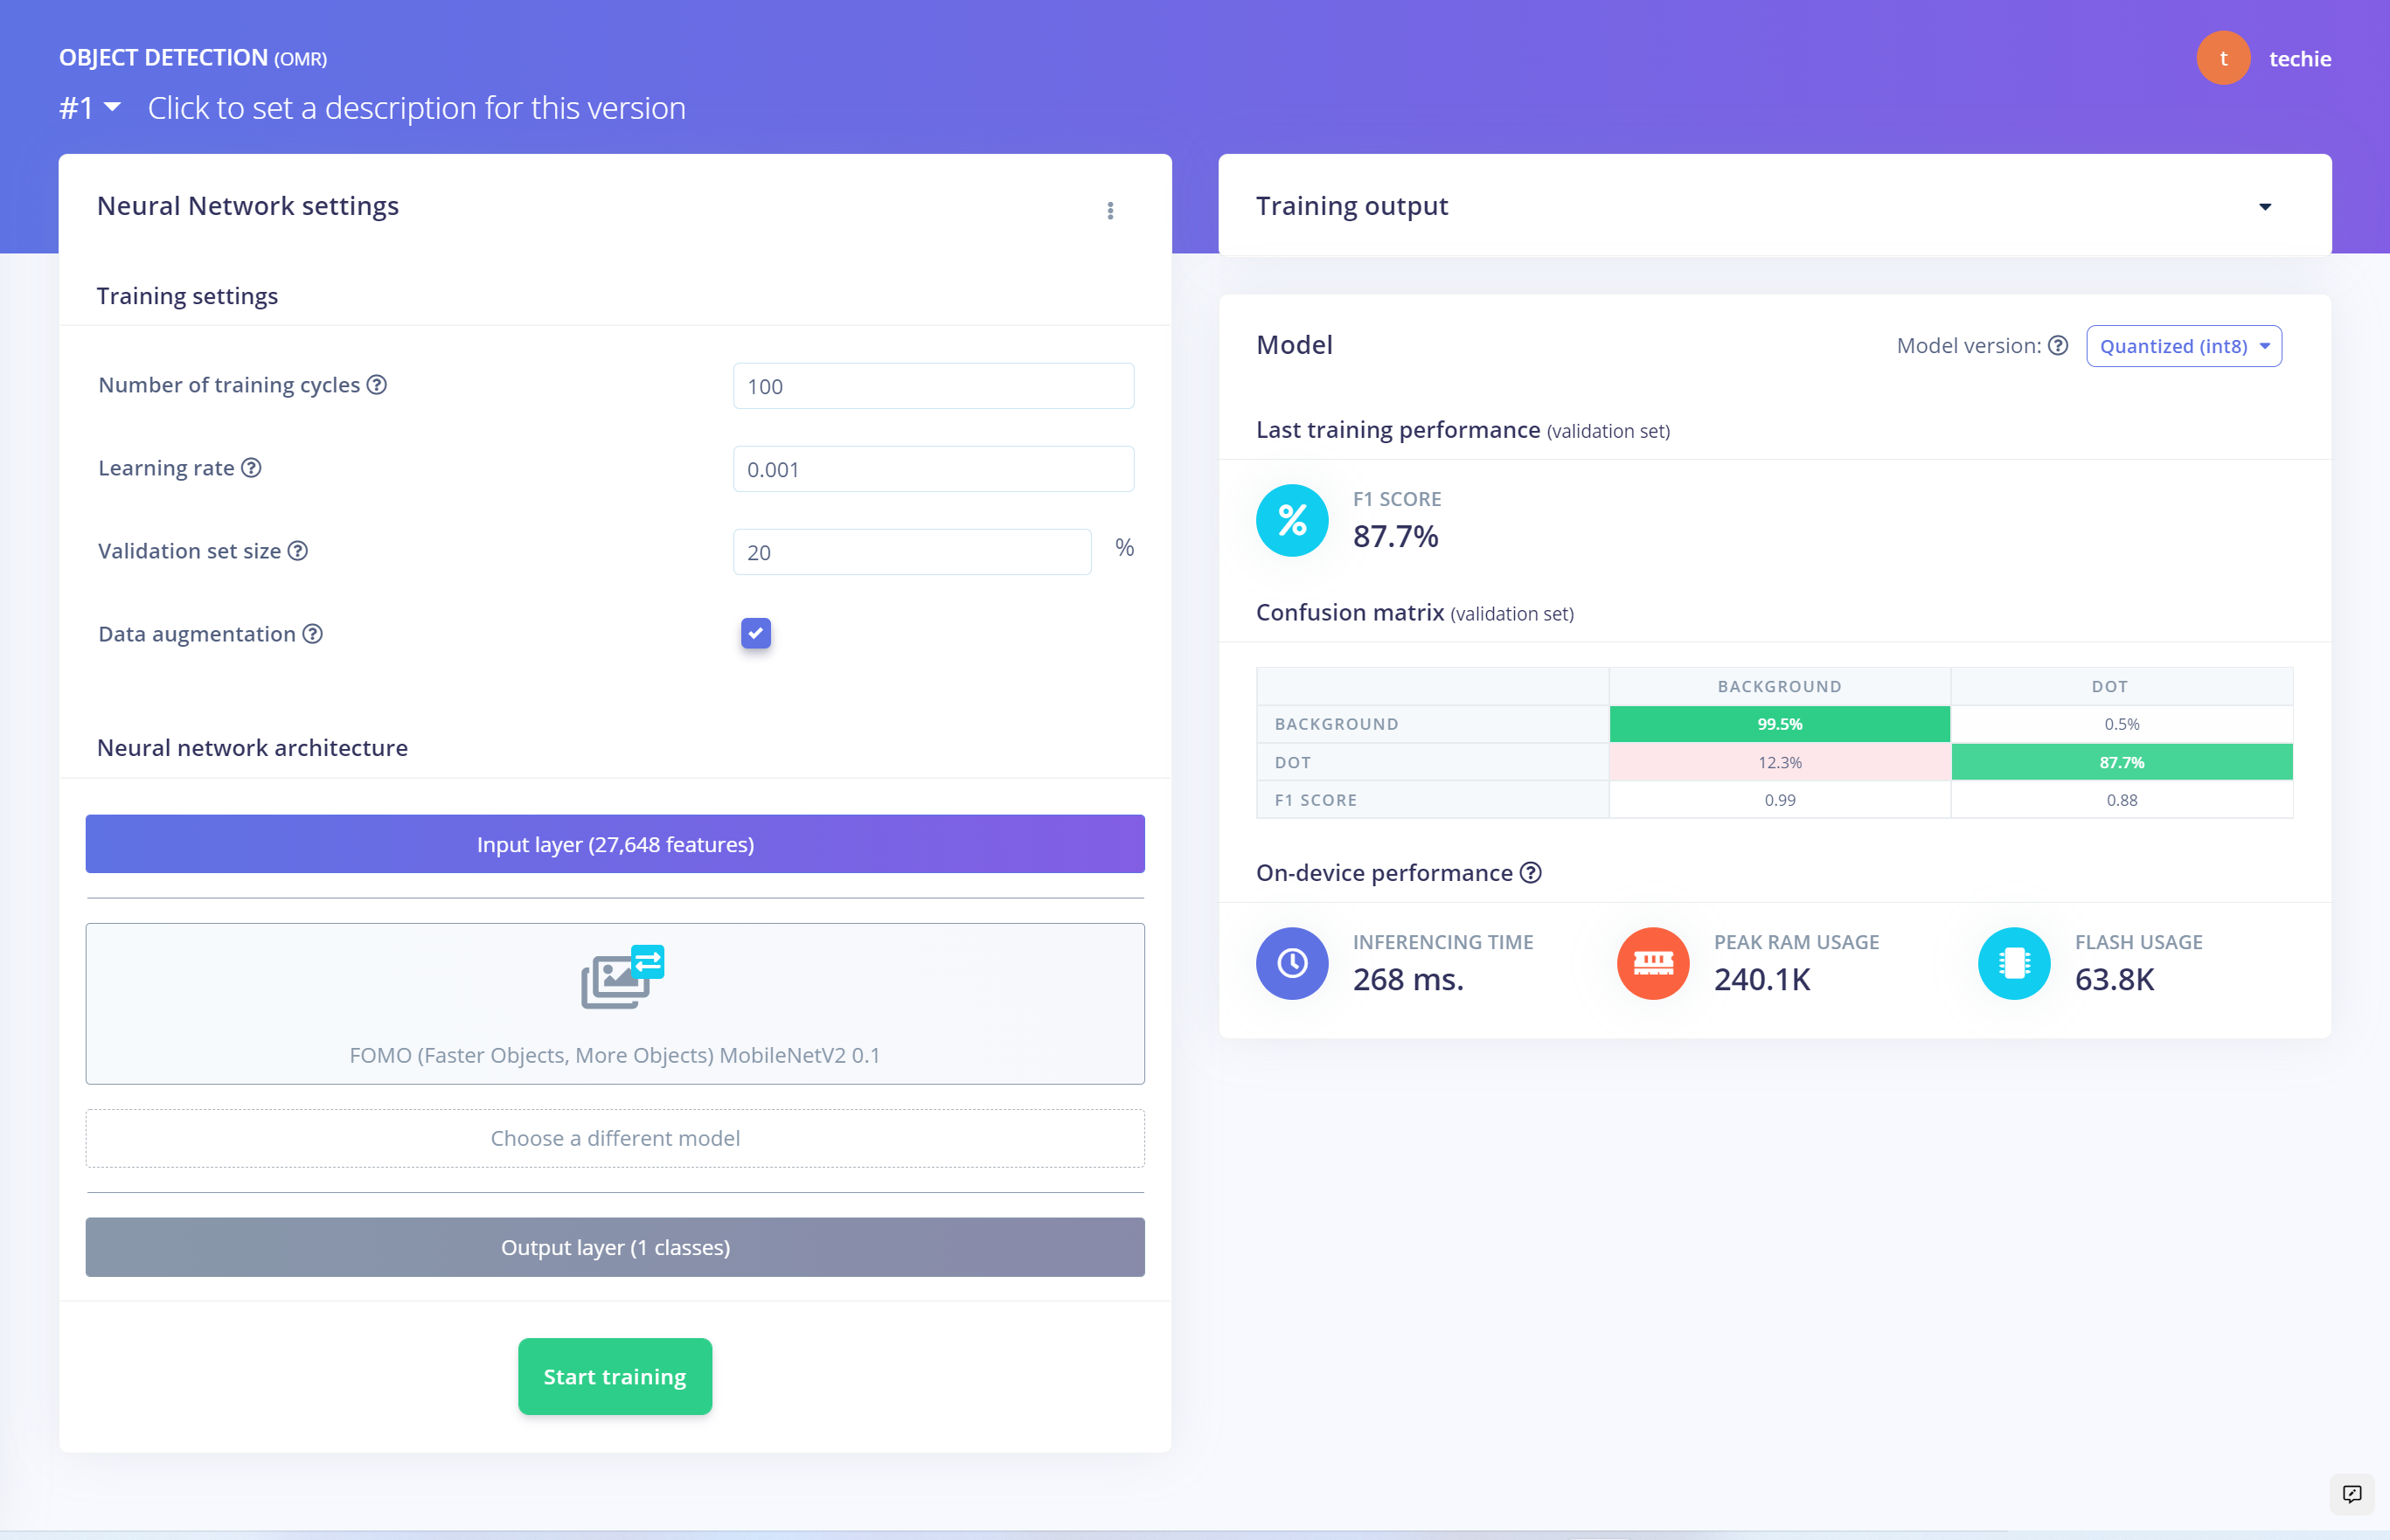 OBJECT DETECTION (OMR)
t techie
#1 Click to set a description for this version
Neural Network settings
Training settings
Number of training cycles ?
100
Learning rate ?
0.001
Validation set size ?
20 %
Data augmentation ?
Neural network architecture
Input layer (27,648 features)
FOMO (Faster Objects, More Objects) MobileNetV2 0.1
Choose a different model
Output layer (1 classes)
Start training
Training output
Model
Model version: ? Quantized (int8)
Last training performance (validation set)
%
F1 SCORE
87.7%
Confusion matrix (validation set)
BACKGROUND DOT
BACKGROUND 99.5% 0.5%
DOT 12.3% 87.7%
F1 SCORE 0.99 0.88
On-device performance ?
INFERENCING TIME
268 ms.
PEAK RAM USAGE
240.1K
FLASH USAGE
63.8K